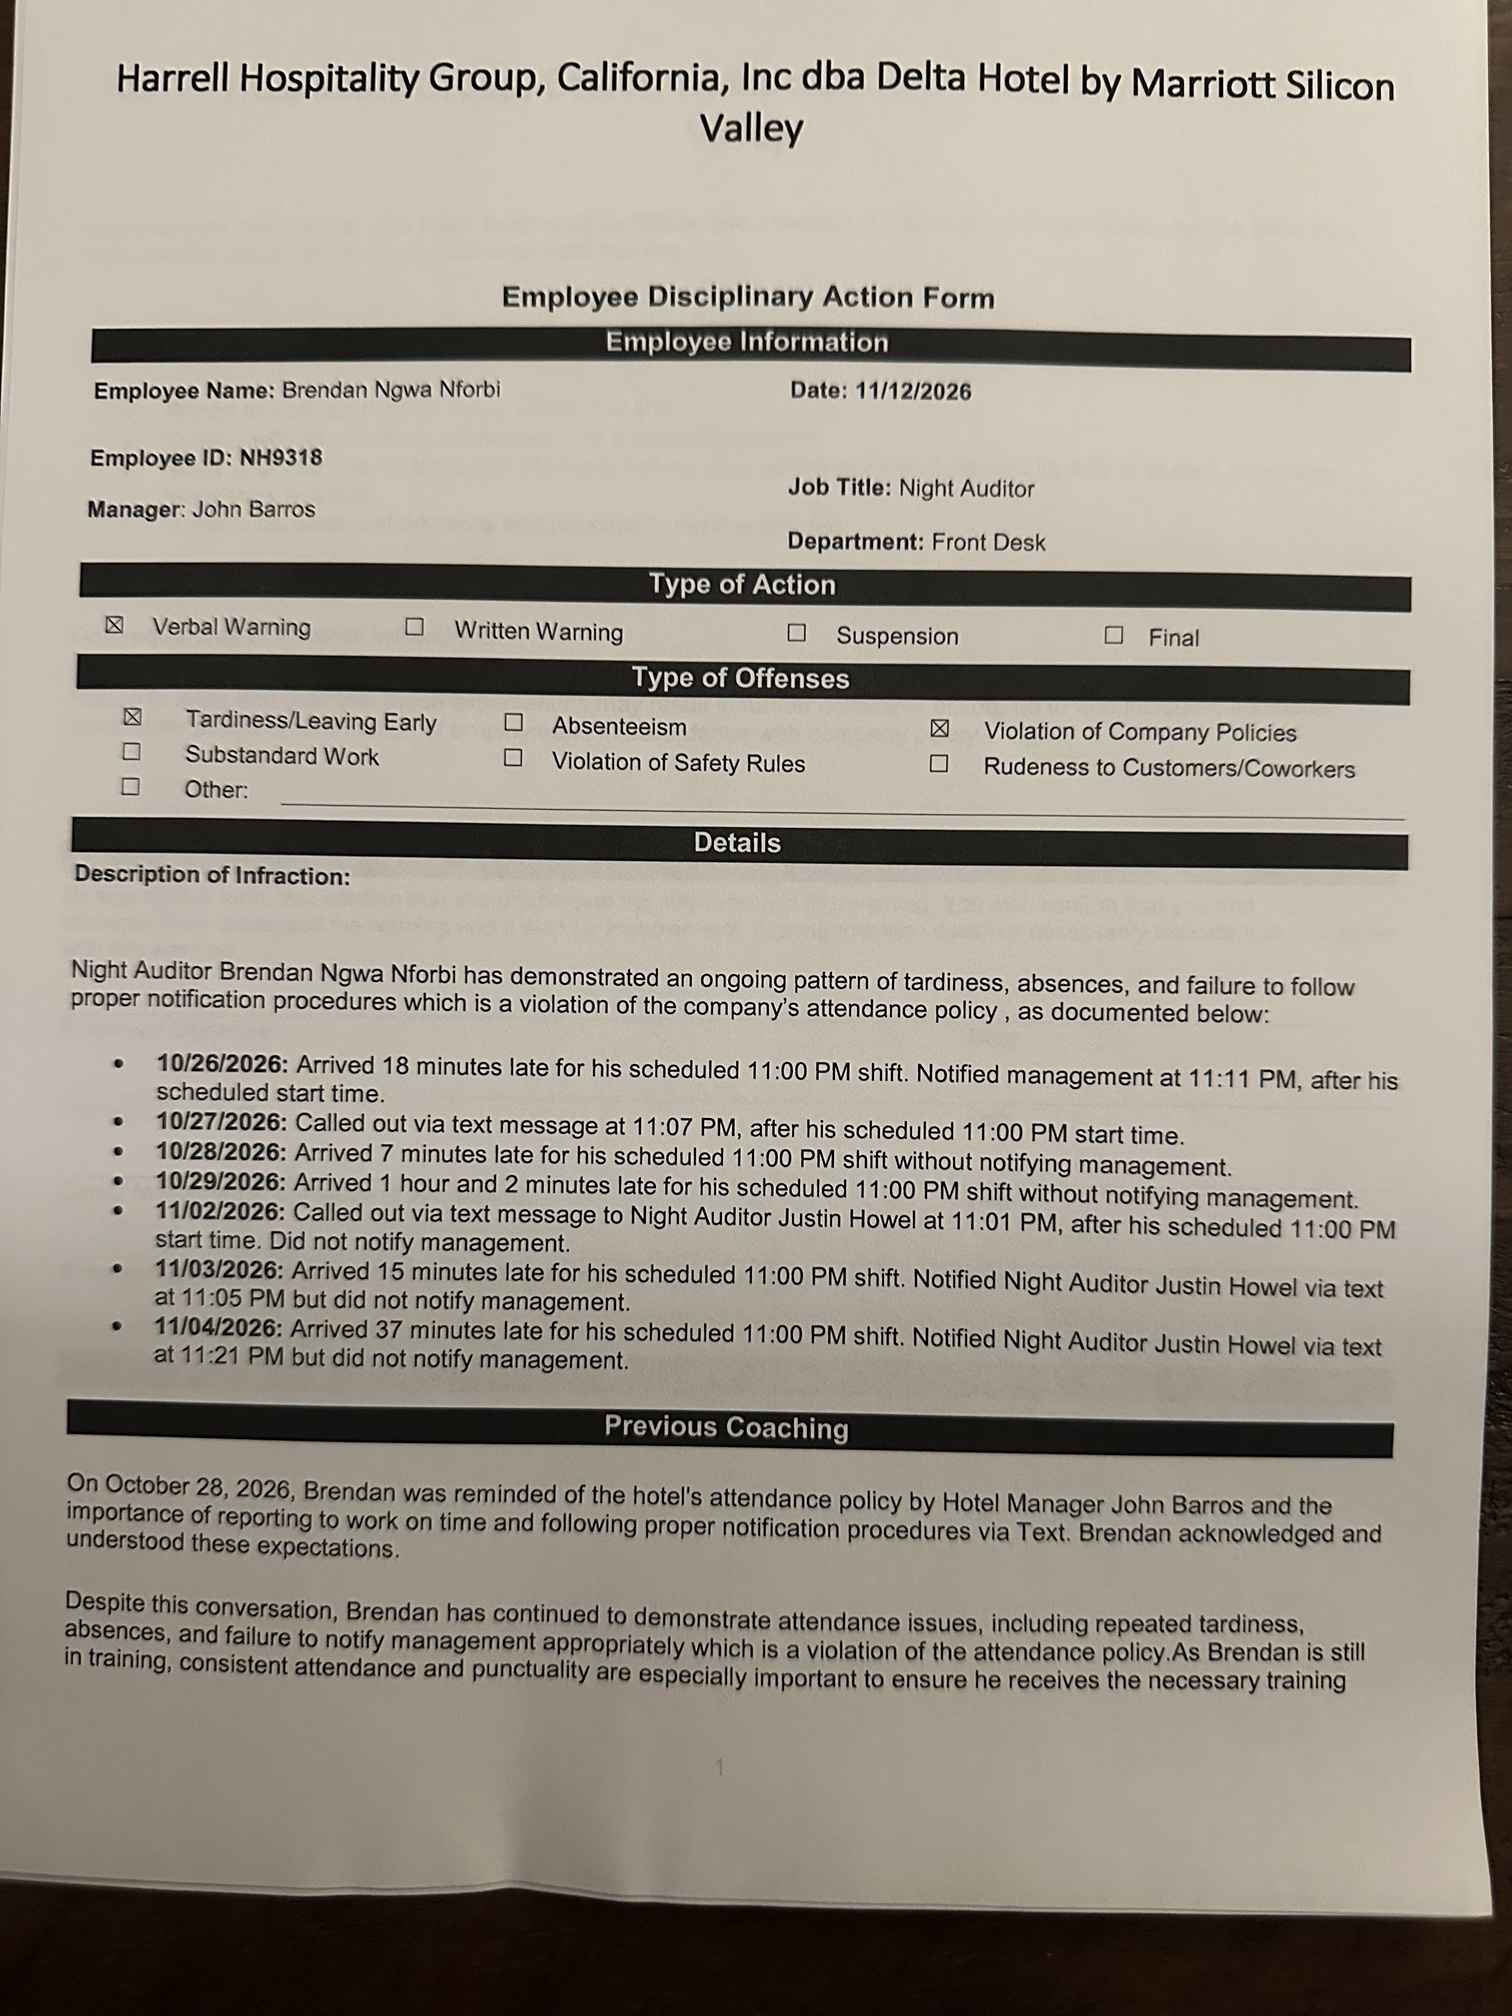 Harrell Hospitality Group, California, Inc dba Delta Hotel by Marriott Silicon
Valley
Employee Disciplinary Action Form
Employee Information
Employee Name: Brendan Ngwa Nforbi
Date: 11/12/2026
Employee ID: NH9318
Job Title: Night Auditor
Manager: John Barros
Department: Front Desk
Type of Action
☒ Verbal Warning ☐ Written Warning ☐ Suspension ☐ Final
Type of Offenses
☒ Tardiness/Leaving Early ☐ Absenteeism ☒ Violation of Company Policies
☐ Substandard Work ☐ Violation of Safety Rules ☐ Rudeness to Customers/Coworkers
☐ Other:
Details
Description of Infraction:
Night Auditor Brendan Ngwa Nforbi has demonstrated an ongoing pattern of tardiness, absences, and failure to follow
proper notification procedures which is a violation of the company's attendance policy , as documented below:
• 10/26/2026: Arrived 18 minutes late for his scheduled 11:00 PM shift. Notified management at 11:11 PM, after his
scheduled start time.
• 10/27/2026: Called out via text message at 11:07 PM, after his scheduled 11:00 PM start time.
• 10/28/2026: Arrived 7 minutes late for his scheduled 11:00 PM shift without notifying management.
• 10/29/2026: Arrived 1 hour and 2 minutes late for his scheduled 11:00 PM shift without notifying management.
• 11/02/2026: Called out via text message to Night Auditor Justin Howel at 11:01 PM, after his scheduled 11:00 PM
start time. Did not notify management.
• 11/03/2026: Arrived 15 minutes late for his scheduled 11:00 PM shift. Notified Night Auditor Justin Howel via text
at 11:05 PM but did not notify management.
• 11/04/2026: Arrived 37 minutes late for his scheduled 11:00 PM shift. Notified Night Auditor Justin Howel via text
at 11:21 PM but did not notify management.
Previous Coaching
On October 28, 2026, Brendan was reminded of the hotel's attendance policy by Hotel Manager John Barros and the
importance of reporting to work on time and following proper notification procedures via Text. Brendan acknowledged and
understood these expectations.
Despite this conversation, Brendan has continued to demonstrate attendance issues, including repeated tardiness,
absences, and failure to notify management appropriately which is a violation of the attendance policy.As Brendan is still
in training, consistent attendance and punctuality are especially important to ensure he receives the necessary training
1